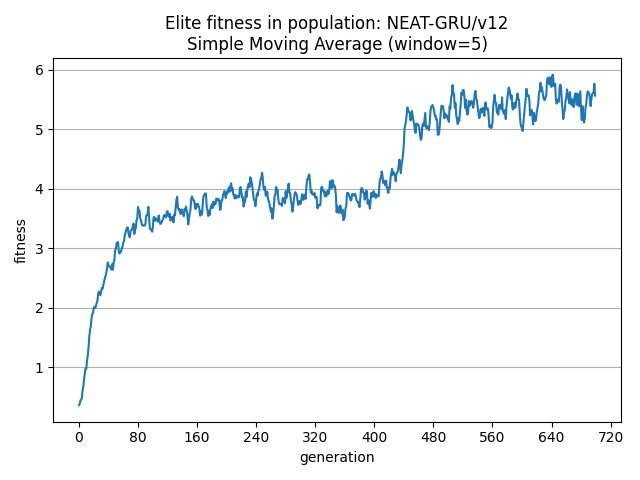 Elite fitness in population: NEAT-GRU/v12
Simple Moving Average (window=5)
6
5
4
3
2
1
fitness
0 80 160 240 320 400 480 560 640 720
generation